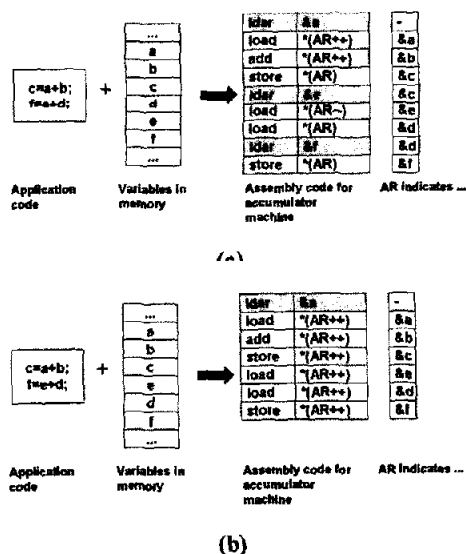 ...
a
b
c
d
e
f
...
c=a+b;
f=e+d;
+
ldar &a -
load *(AR++) &a
add *(AR++) &b
store *(AR) &c
ldar &e &c
load *(AR--) &e
load *(AR) &d
ldar &f &d
store *(AR) &f
Application code
Variables in memory
Assembly code for accumulator machine
AR indicates ...
...
a
b
c
e
d
f
...
c=a+b;
f=e+d;
+
ldar &a -
load *(AR++) &a
add *(AR++) &b
store *(AR++) &c
load *(AR++) &e
load *(AR++) &d
store *(AR++) &f
Application code
Variables in memory
Assembly code for accumulator machine
AR indicates ...
(b)